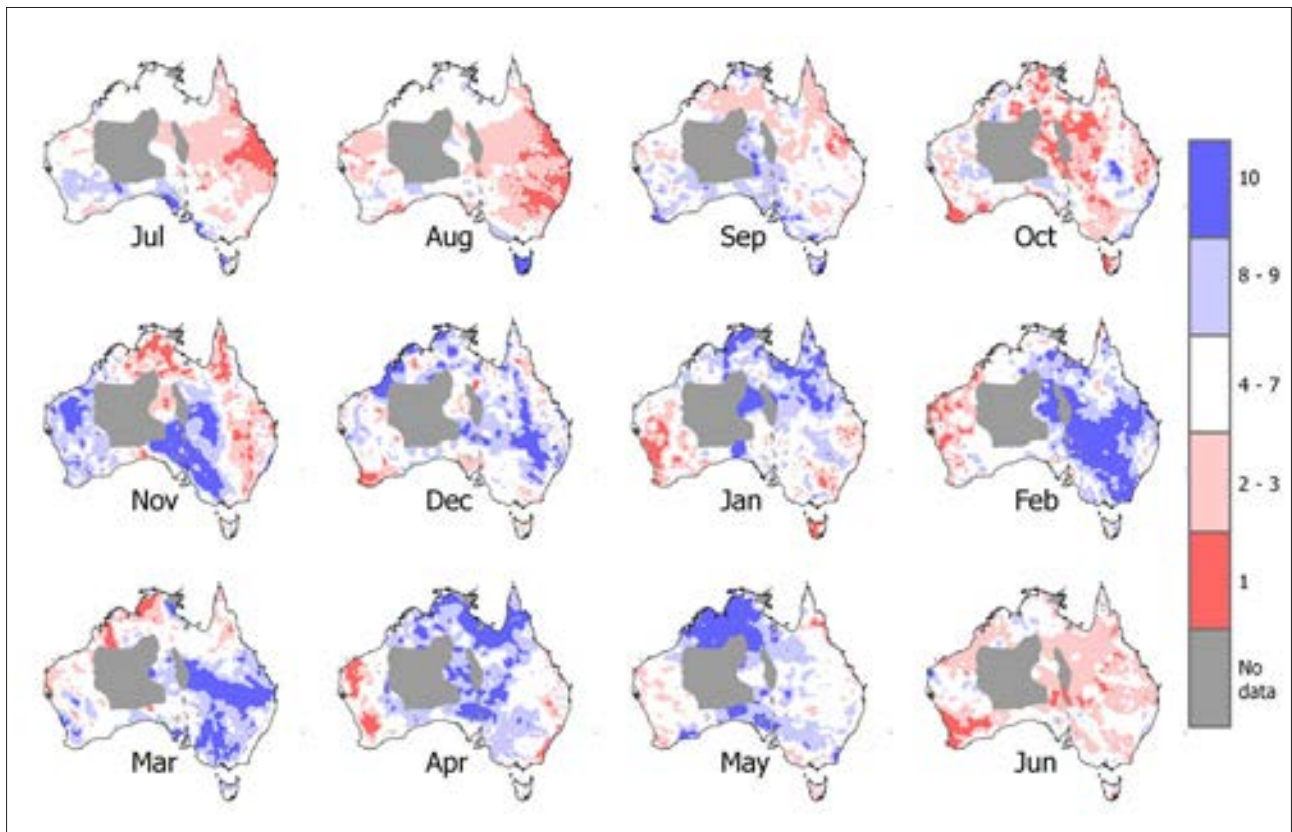 Jul
Aug
Sep
Oct
Nov
Dec
Jan
Feb
Mar
Apr
May
Jun
10
8 - 9
4 - 7
2 - 3
1
No
data